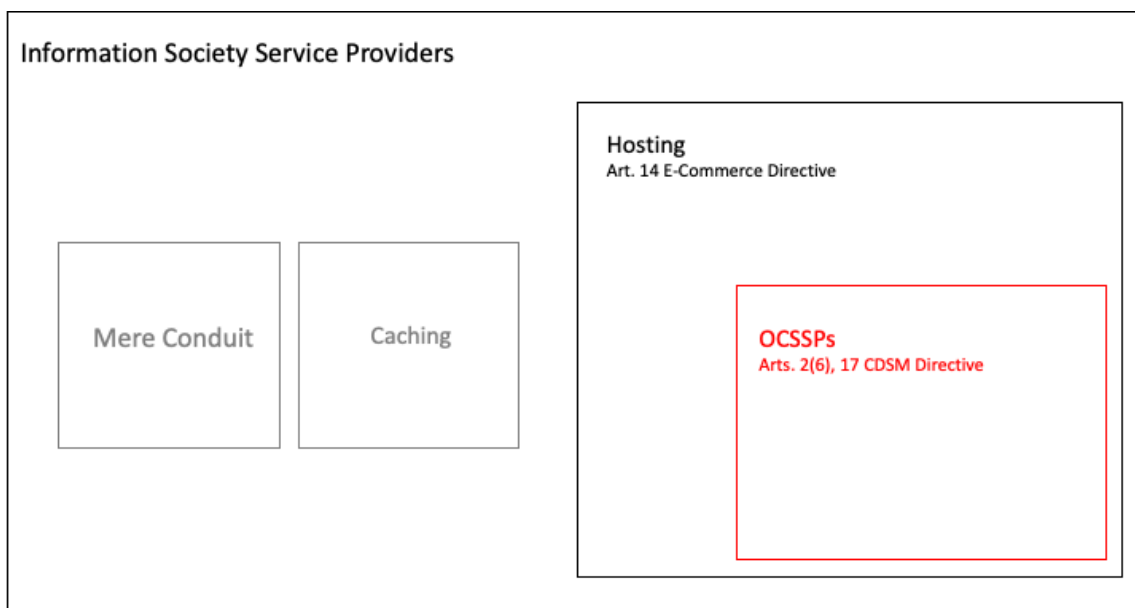 Information Society Service Providers
Hosting
Art. 14 E-Commerce Directive
Mere Conduit
Caching
OCSSPs
Arts. 2(6), 17 CDSM Directive